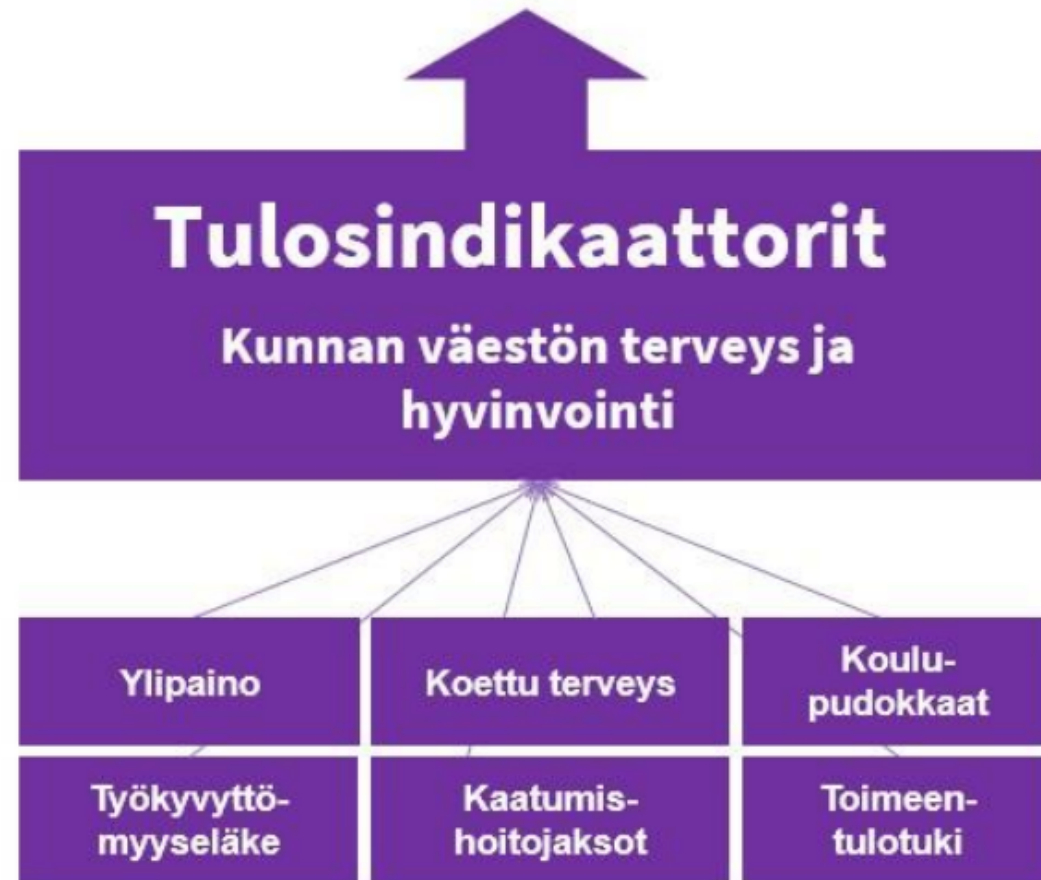 Tulosindikaattorit
Kunnan väestön terveys ja
hyvinvointi
Ylipaino
Koettu terveys
Koulu-
pudokkaat
Työkyvyttö-
myyseläke
Kaatumis-
hoitojaksot
Toimeen-
tulotuki